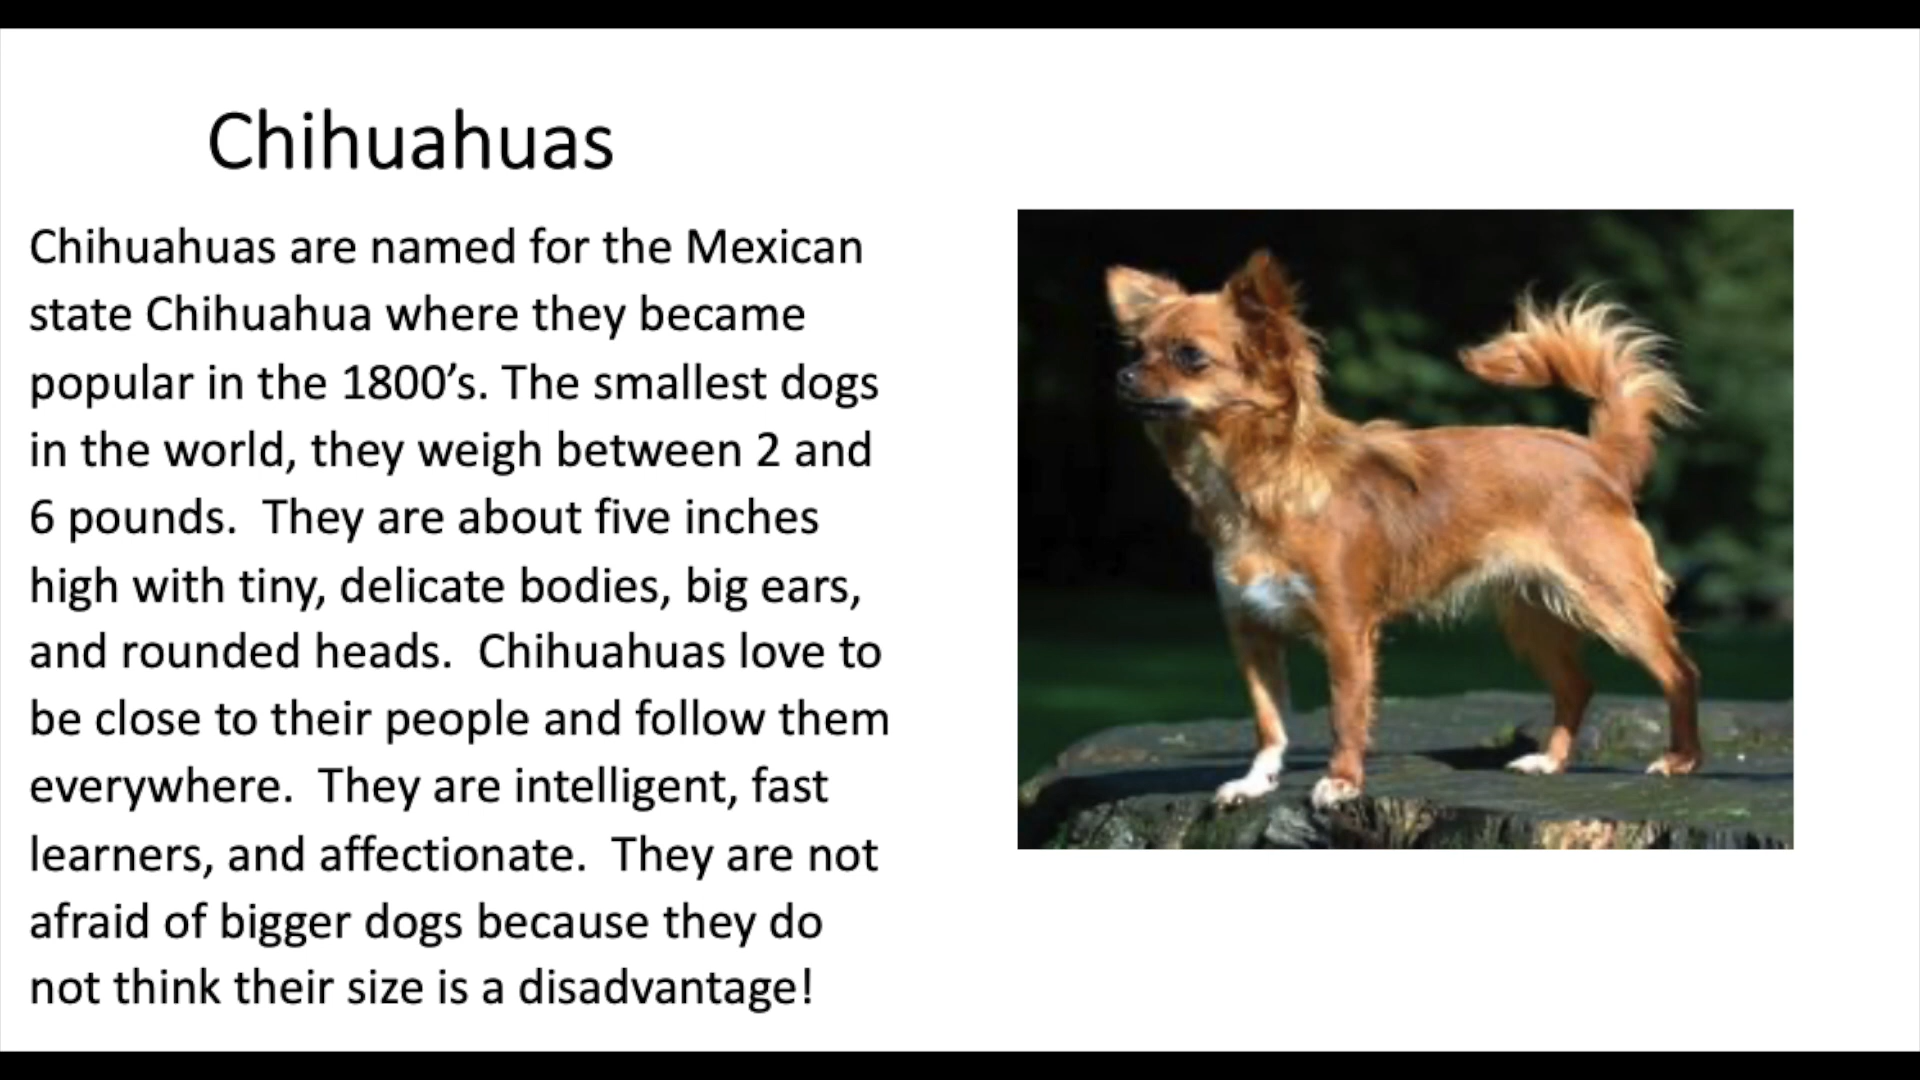 Chihuahuas
Chihuahuas are named for the Mexican
state Chihuahua where they became
popular in the 1800’s. The smallest dogs
in the world, they weigh between 2 and
6 pounds.  They are about five inches
high with tiny, delicate bodies, big ears,
and rounded heads.  Chihuahuas love to
be close to their people and follow them
everywhere.  They are intelligent, fast
learners, and affectionate.  They are not
afraid of bigger dogs because they do
not think their size is a disadvantage!